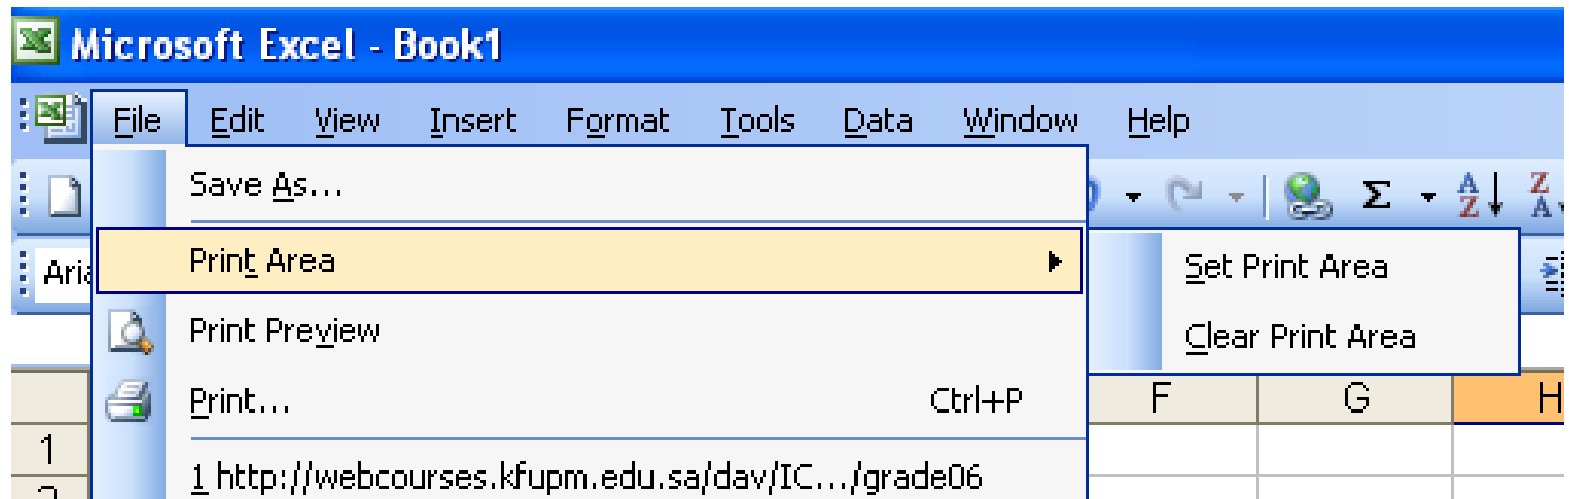 Microsoft Excel - Book1
File Edit View Insert Format Tools Data Window Help
Save As...
Σ A Z Z A
Print Area
Set Print Area
Print Preview
Clear Print Area
Print... Ctrl+P
F G H
1
1 http://webcourses.kfupm.edu.sa/dav/IC.../grade06